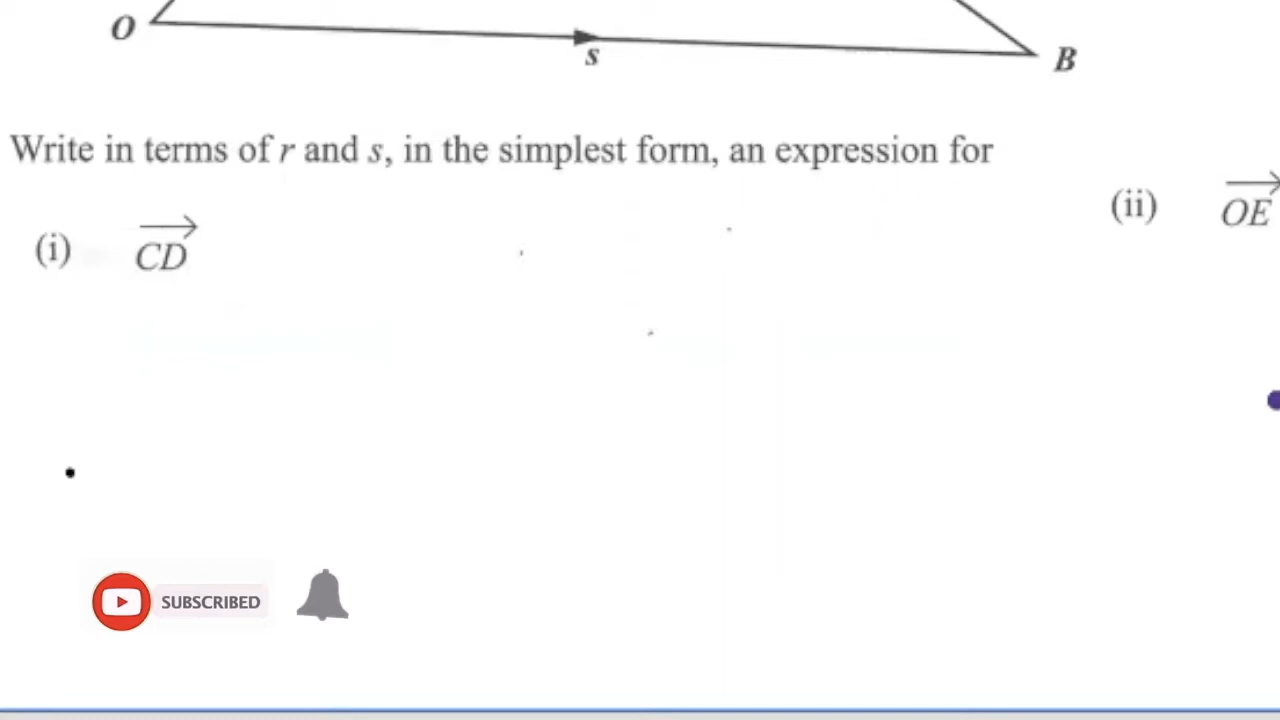 O
s
B
Write in terms of r and s, in the simplest form, an expression for
(i) CD
(ii) OE
SUBSCRIBED